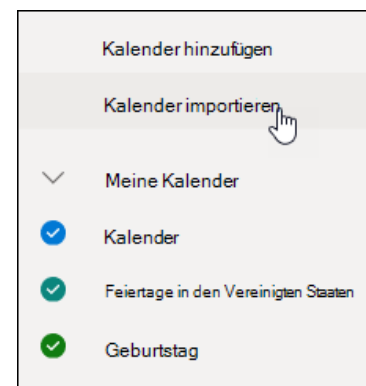 Kalender hinzufügen
Kalender importieren
Meine Kalender
Kalender
Feiertage in den Vereinigten Staaten
Geburtstag